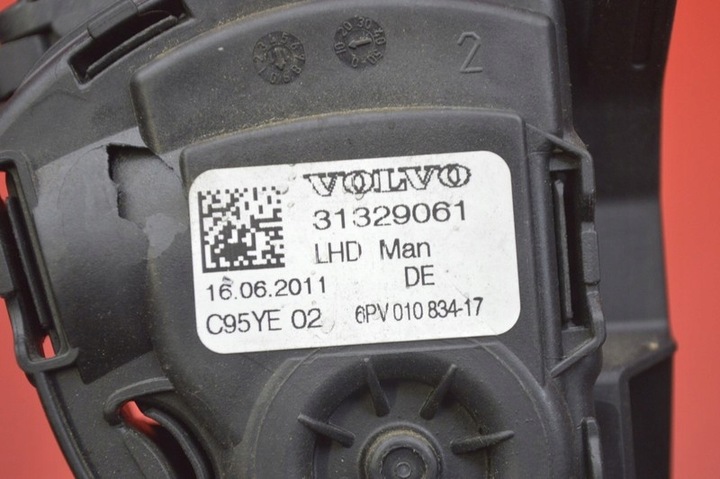 2
VOLVO
31329061
LHD Man
DE
16.06.2011
C95YE 02 6PV 010 834-17